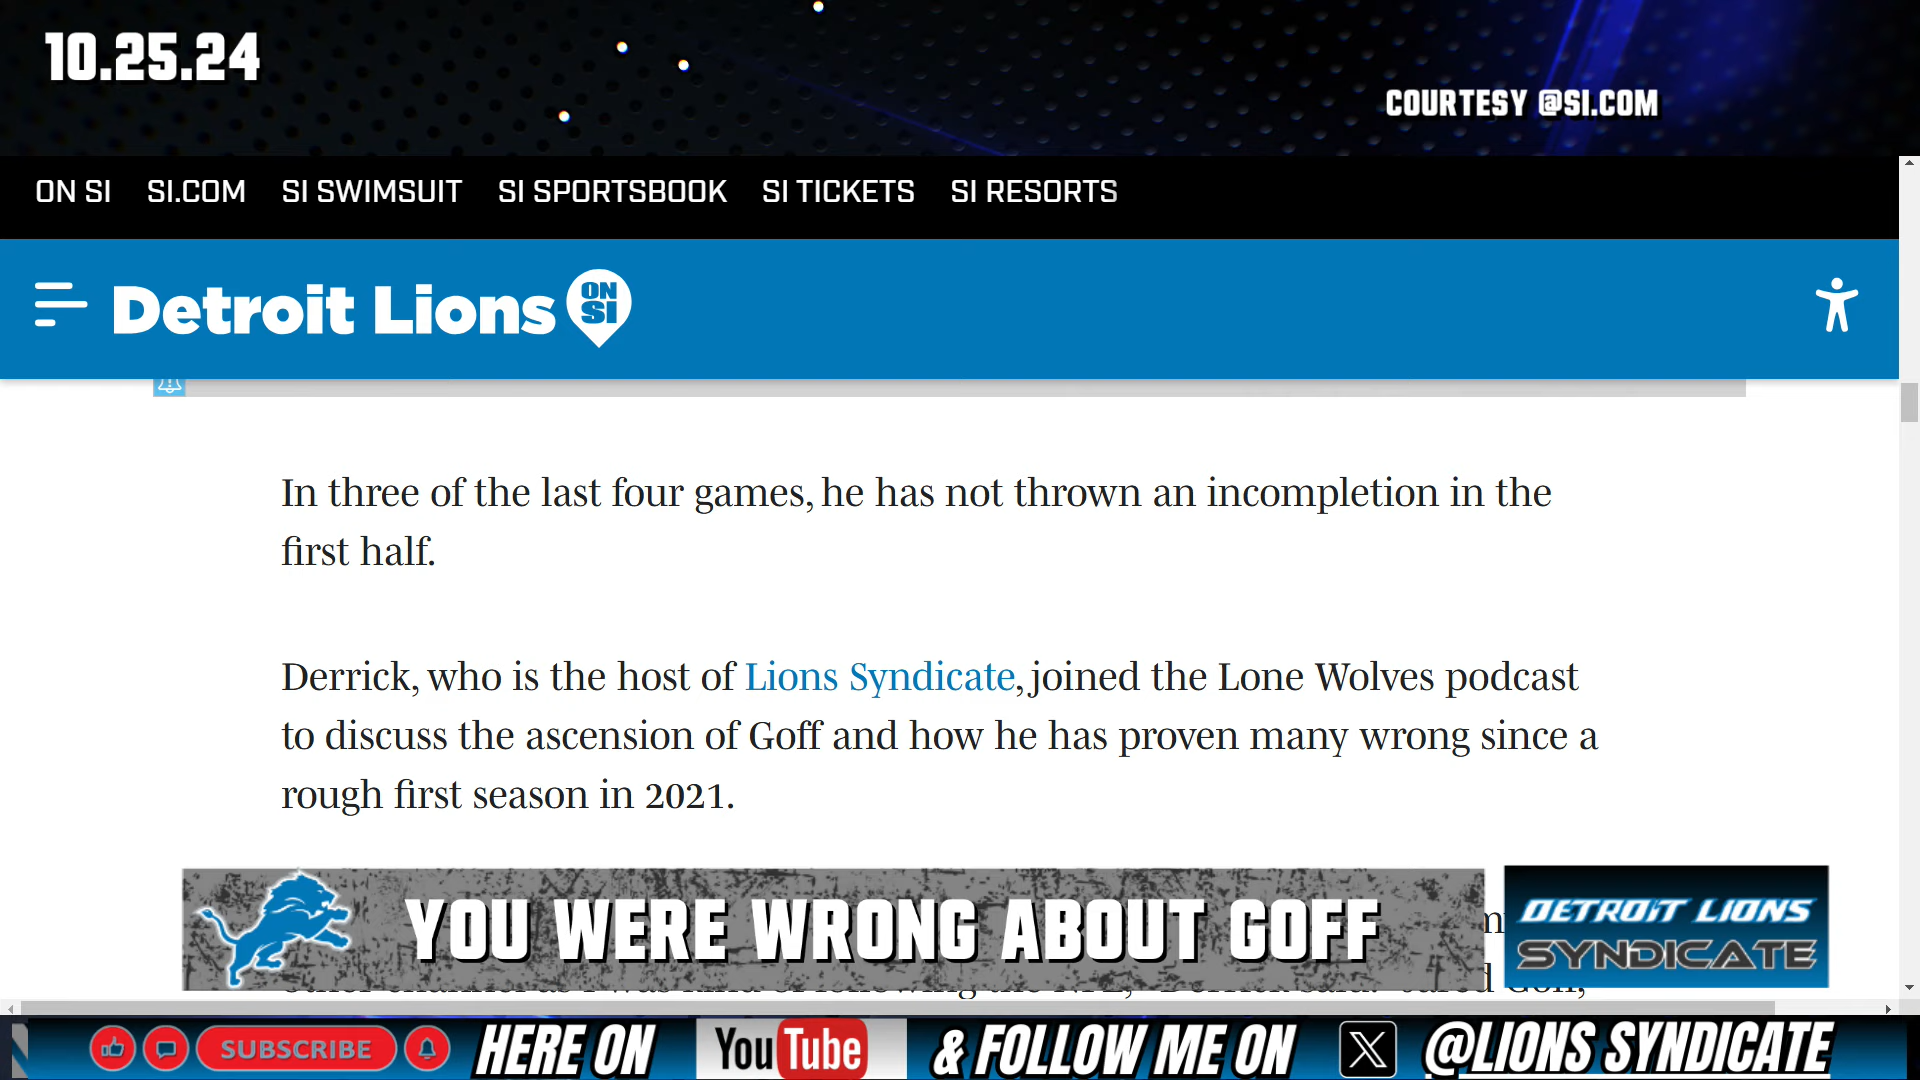 10.25.24
COURTESY @SI.COM
ON SI SI.COM SI SWIMSUIT SI SPORTSBOOK SI TICKETS SI RESORTS
Detroit Lions ON SI
In three of the last four games, he has not thrown an incompletion in the
first half.
Derrick, who is the host of Lions Syndicate, joined the Lone Wolves podcast
to discuss the ascension of Goff and how he has proven many wrong since a
rough first season in 2021.
YOU WERE WRONG ABOUT GOFF
DETROIT LIONS
SYNDICATE
SUBSCRIBE HERE ON YouTube & FOLLOW ME ON X @LIONS SYNDICATE